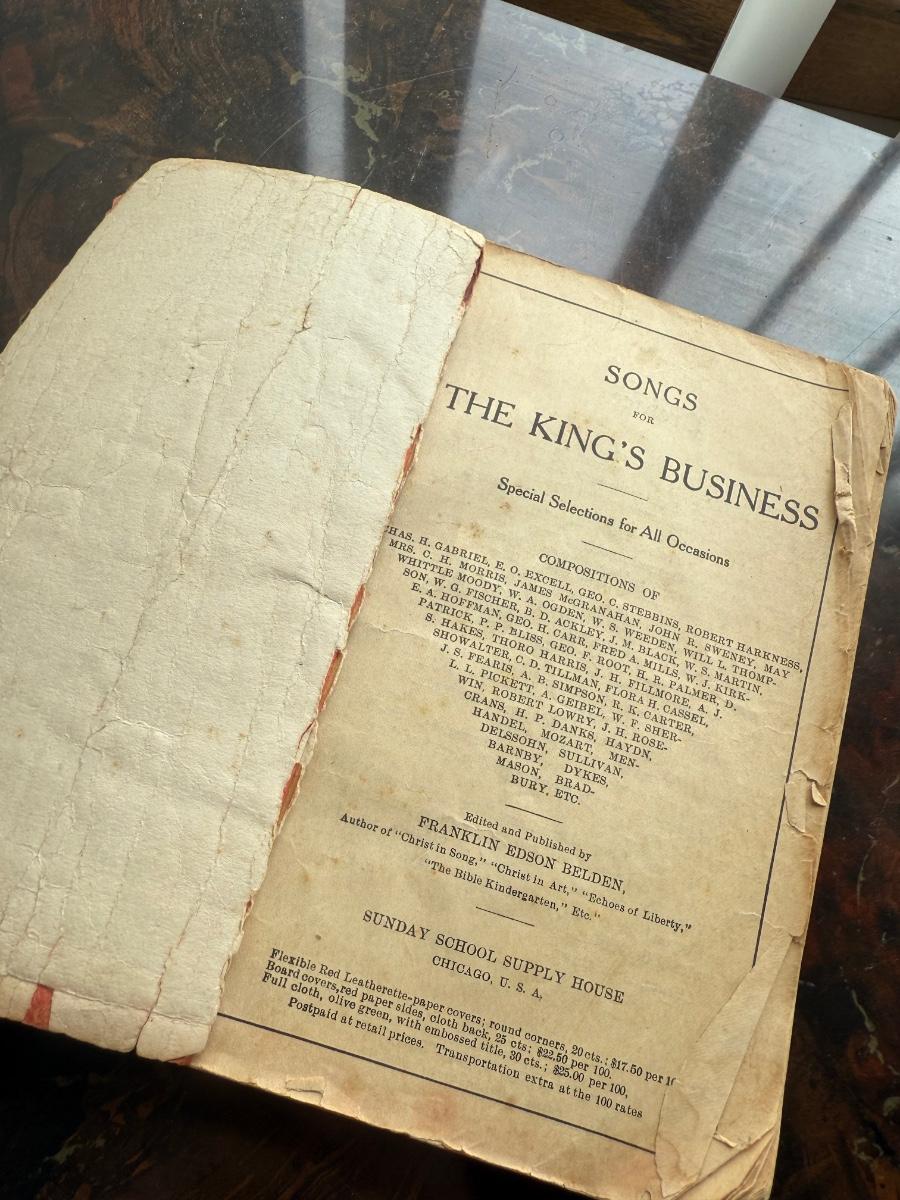 SONGS
FOR
THE KING'S BUSINESS
Special Selections for All Occasions
COMPOSITIONS OF
CHAS. H. GABRIEL, E. O. EXCELL, GEO. C. STEBBINS, ROBERT HARKNESS,
MRS. C. H. MORRIS, JAMES McGRANAHAN, JOHN R. SWENEY, MAY
WHITTLE MOODY, W. A. OGDEN, W. S. WEEDEN, WILL L. THOMP-
SON, W. G. FISCHER, B. D. ACKLEY, J. M. BLACK, W. S. MARTIN,
E. A. HOFFMAN, GEO. H. CARR, FRED A. MILLS, W. J. KIRK-
PATRICK, P. P. BLISS, GEO. F. ROOT, H. R. PALMER, D.
S. HAKES, THORO HARRIS, J. H. FILLMORE, A. J.
SHOWALTER, C. D. TILLMAN, FLORA H. CASSEL,
J. S. FEARIS, A. B. SIMPSON, R. K. CARTER,
L. L. PICKETT, A. GEIBEL, W. F. SHER-
WIN, ROBERT LOWRY, J. H. ROSE-
CRANS, H. P. DANKS, HAYDN,
HANDEL, MOZART, MEN-
DELSSOHN, SULLIVAN,
BARNBY, DYKES,
MASON, BRAD-
BURY, ETC.
Edited and Published by
FRANKLIN EDSON BELDEN,
Author of "Christ in Song," "Christ in Art," "Echoes of Liberty,"
"The Bible Kindergarten," Etc."
SUNDAY SCHOOL SUPPLY HOUSE
CHICAGO, U. S. A,
Flexible Red Leatherette-paper covers; round corners, 20 cts.; $17.50 per 10
Board covers, red paper sides, cloth back, 25 cts; $22.50 per 100.
Full cloth, olive green, with embossed title, 30 cts.; $25.00 per 100,
Postpaid at retail prices. Transportation extra at the 100 rates